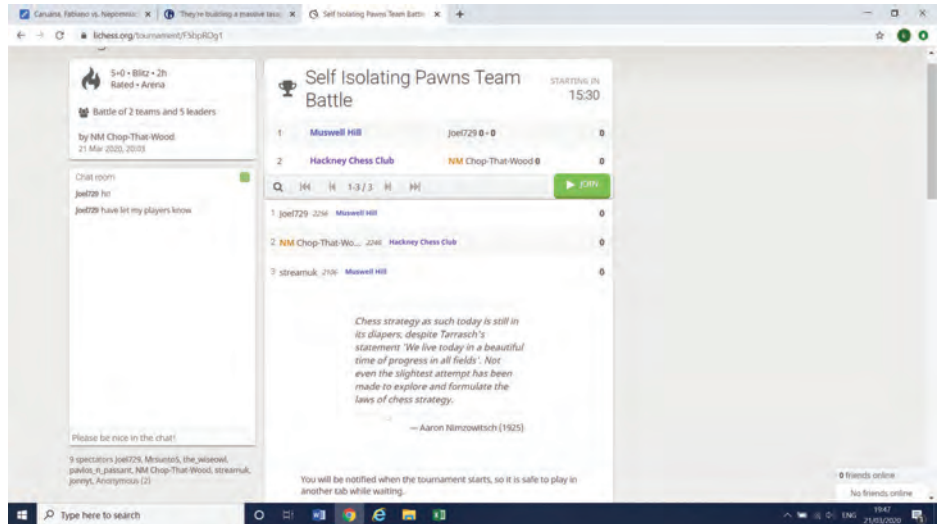 Caruana, Fabiano vs. Nepomnia
They're building a massive
Self Isolating Pawns Team Battle
lichess.org/tournament/F5hpROg1
5+0 • Blitz • 2h
Rated • Arena
Battle of 2 teams and 5 leaders
by NM Chop-That-Wood
21 Mar 2020, 20:03
Chat room
Joel729 hi!
Joel729 have let my players know
Please be nice in the chat!
9 spectators Joel729, the_wiseowl,
pavlos_n_passant, NM Chop-That-Wood, streamuk,
jonnyt, Anonymous (2)
Self Isolating Pawns Team
Battle
STARTING IN
15:30
1 Muswell Hill Joel729 0 + 0 0
2 Hackney Chess Club NM Chop-That-Wood 0 0
1-3 / 3
JOIN
1 Joel729 Muswell Hill 0
2 NM Chop-That-Wo... Hackney Chess Club 0
3 streamuk Muswell Hill 0
Chess strategy as such today is still in
its diapers, despite Tarrasch's
statement 'We live today in a beautiful
time of progress in all fields'. Not
even the slightest attempt has been
made to explore and formulate the
laws of chess strategy.
— Aaron Nimzowitsch (1925)
You will be notified when the tournament starts, so it is safe to play in
another tab while waiting.
0 friends online
No friends online
Type here to search
ENG
19:47
21/03/2020